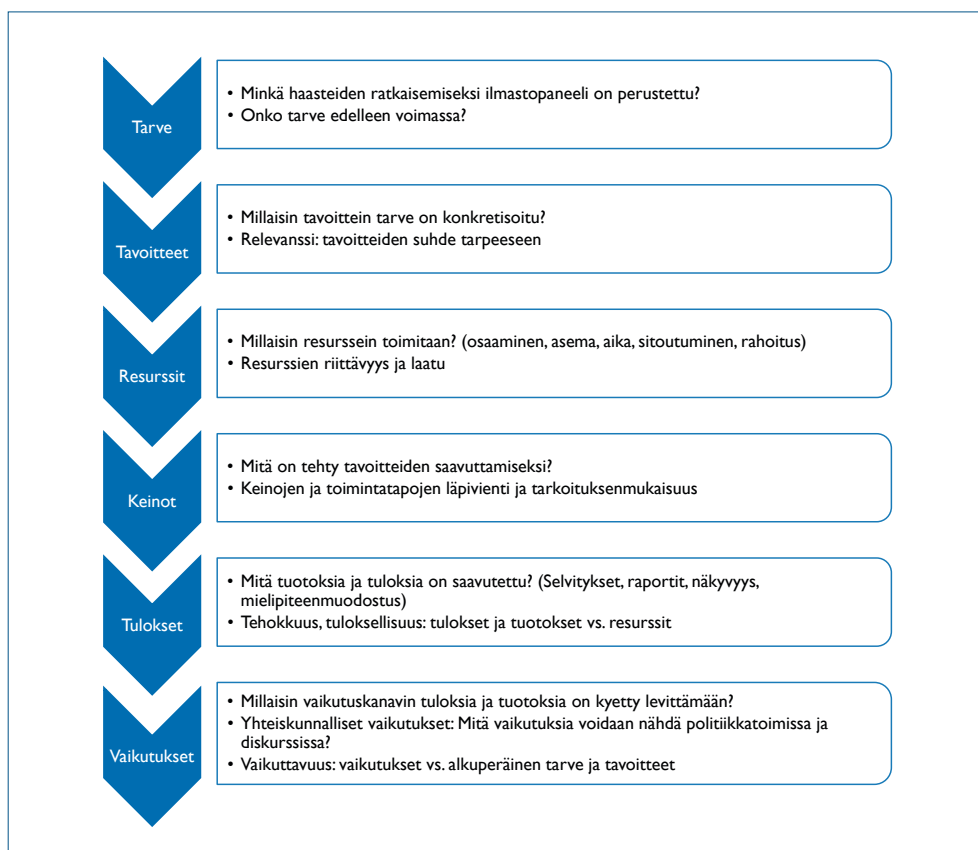 Tarve
• Minkä haasteiden ratkaisemiseksi ilmastopaneeli on perustettu?
• Onko tarve edelleen voimassa?
Tavoitteet
• Millaisin tavoittein tarve on konkretisoitu?
• Relevanssi: tavoitteiden suhde tarpeeseen
Resurssit
• Millaisin resurssein toimitaan? (osaaminen, asema, aika, sitoutuminen, rahoitus)
• Resurssien riittävyys ja laatu
Keinot
• Mitä on tehty tavoitteiden saavuttamiseksi?
• Keinojen ja toimintatapojen läpivienti ja tarkoituksenmukaisuus
Tulokset
• Mitä tuotoksia ja tuloksia on saavutettu? (Selvitykset, raportit, näkyvyys,
mielipiteenmuodostus)
• Tehokkuus, tuloksellisuus: tulokset ja tuotokset vs. resurssit
Vaikutukset
• Millaisin vaikutuskanavin tuloksia ja tuotoksia on kyetty levittämään?
• Yhteiskunnalliset vaikutukset: Mitä vaikutuksia voidaan nähdä politiikkatoimissa ja
diskurssissa?
• Vaikuttavuus: vaikutukset vs. alkuperäinen tarve ja tavoitteet